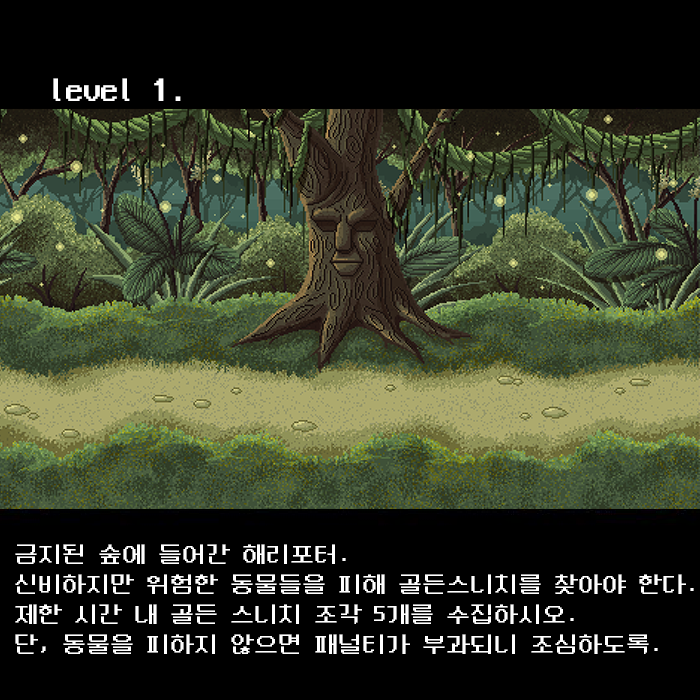 level 1.
금지된 숲에 들어간 해리포터.
신비하지만 위험한 동물들을 피해 골든스니치를 찾아야 한다.
제한 시간 내 골든 스니치 조각 5개를 수집하시오.
단, 동물을 피하지 않으면 패널티가 부과되니 조심하도록.